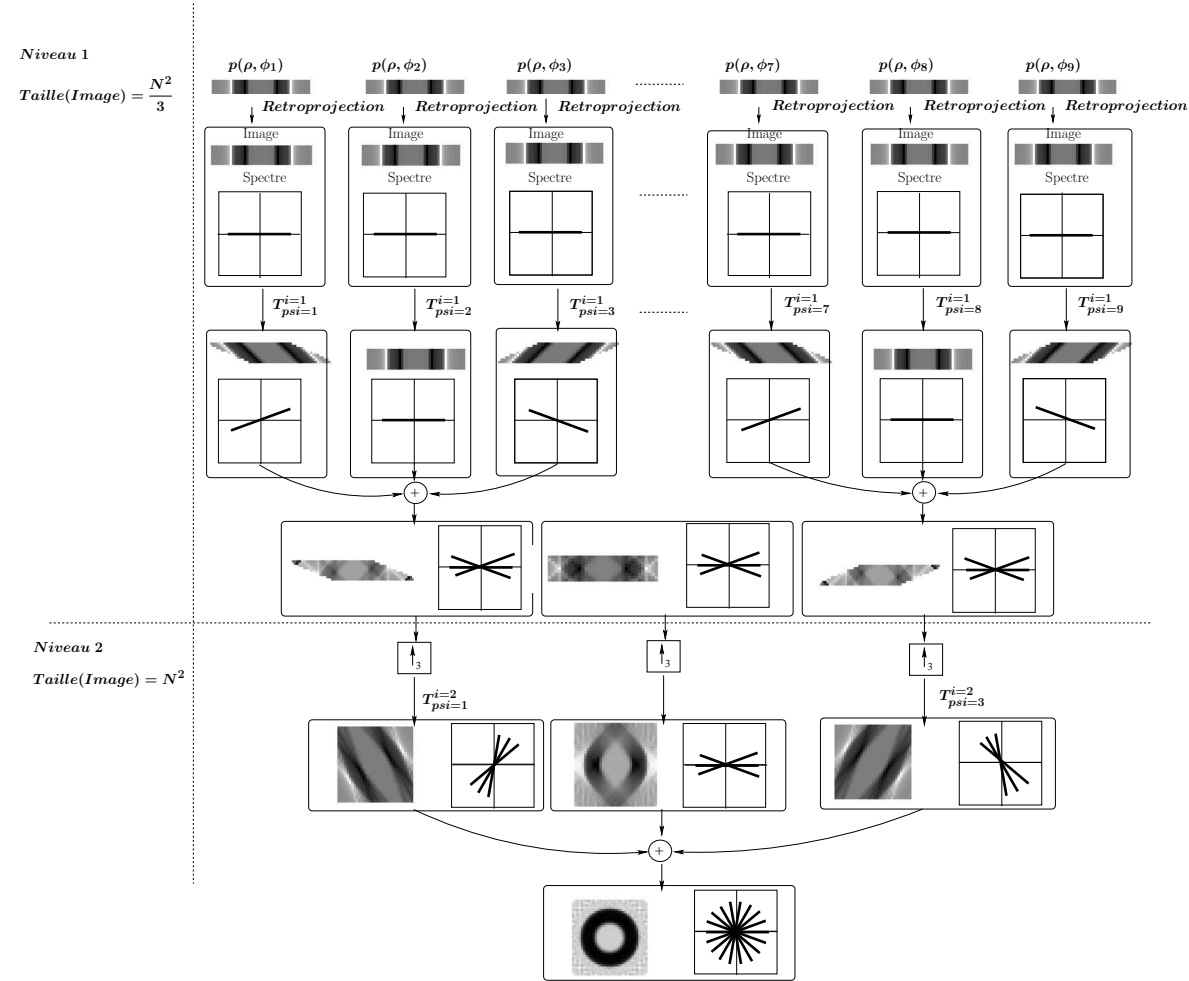 Niveau 1
Taille(Image) = N²/3
p(ρ, ϕ₁) p(ρ, ϕ₂) p(ρ, ϕ₃) p(ρ, ϕ₇) p(ρ, ϕ₈) p(ρ, ϕ₉)
Retroprojection Retroprojection Retroprojection Retroprojection Retroprojection Retroprojection
Image Image Image Image Image Image
Spectre Spectre Spectre Spectre Spectre Spectre
T^{i=1}_{psi=1} T^{i=1}_{psi=2} T^{i=1}_{psi=3} T^{i=1}_{psi=7} T^{i=1}_{psi=8} T^{i=1}_{psi=9}
+ +
Niveau 2
Taille(Image) = N²
↑3 ↑3 ↑3
T^{i=2}_{psi=1} T^{i=2}_{psi=3}
+